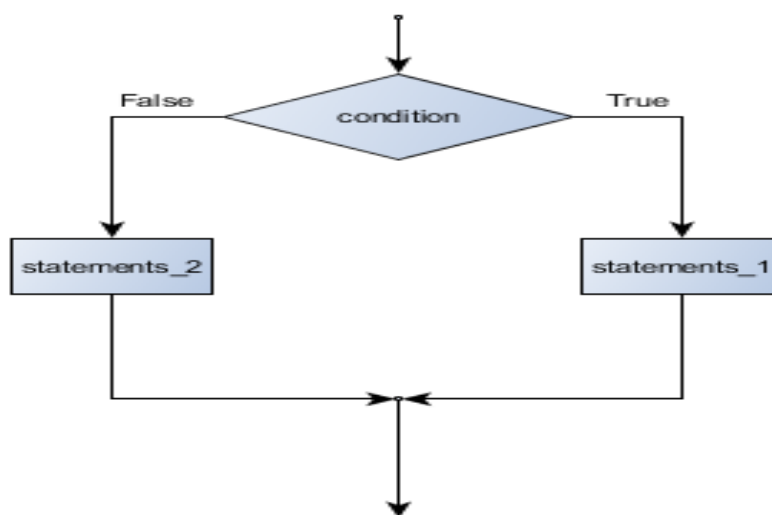 False
condition
True
statements_2
statements_1